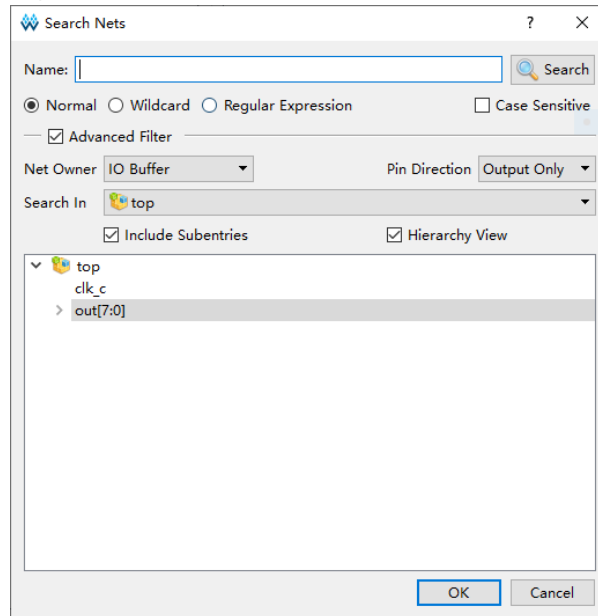 Search Nets ? ×
Name: Search
Normal Wildcard Regular Expression Case Sensitive
Advanced Filter
Net Owner IO Buffer Pin Direction Output Only
Search In top
Include Subentries Hierarchy View
top
clk_c
out[7:0]
OK Cancel